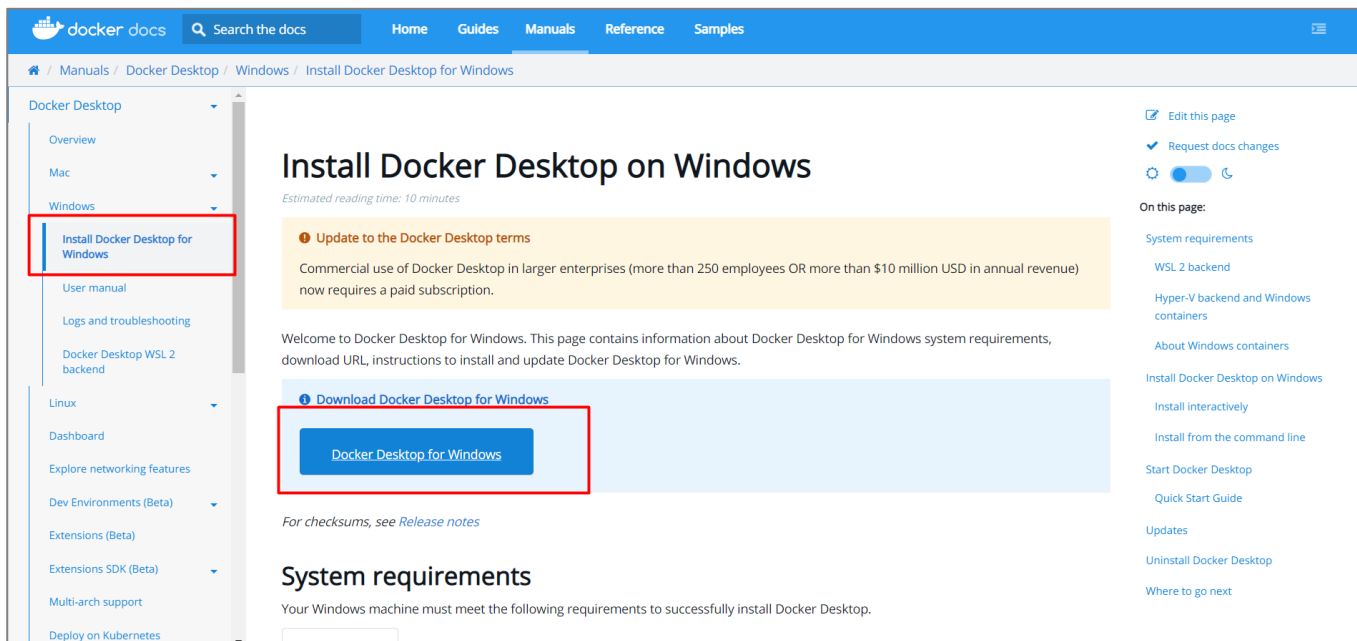 docker docs
Search the docs
Home
Guides
Manuals
Reference
Samples
/ Manuals / Docker Desktop / Windows / Install Docker Desktop for Windows
Docker Desktop
Overview
Mac
Windows
Install Docker Desktop for
Windows
User manual
Logs and troubleshooting
Docker Desktop WSL 2
backend
Linux
Dashboard
Explore networking features
Dev Environments (Beta)
Extensions (Beta)
Extensions SDK (Beta)
Multi-arch support
Deploy on Kubernetes
Install Docker Desktop on Windows
Estimated reading time: 10 minutes
Update to the Docker Desktop terms
Commercial use of Docker Desktop in larger enterprises (more than 250 employees OR more than $10 million USD in annual revenue)
now requires a paid subscription.
Welcome to Docker Desktop for Windows. This page contains information about Docker Desktop for Windows system requirements,
download URL, instructions to install and update Docker Desktop for Windows.
Download Docker Desktop for Windows
Docker Desktop for Windows
For checksums, see Release notes
System requirements
Your Windows machine must meet the following requirements to successfully install Docker Desktop.
Edit this page
Request docs changes
On this page:
System requirements
WSL 2 backend
Hyper-V backend and Windows
containers
About Windows containers
Install Docker Desktop on Windows
Install interactively
Install from the command line
Start Docker Desktop
Quick Start Guide
Updates
Uninstall Docker Desktop
Where to go next